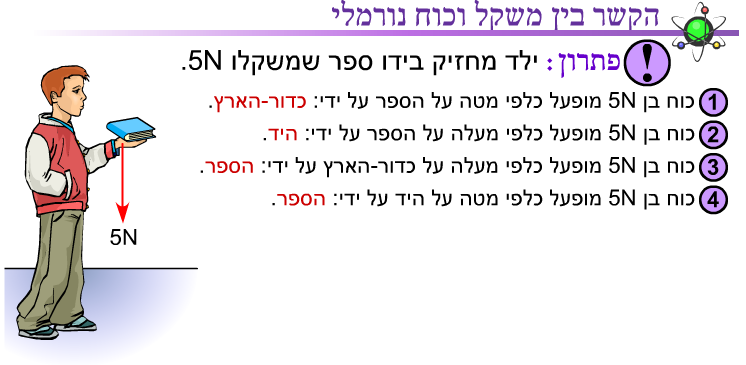 הקשר בין משקל וכוח נורמלי
! פתרון: ילד מחזיק בידו ספר שמשקלו 5N.
1 כוח בן 5N מופעל כלפי מטה על הספר על ידי: כדור-הארץ.
2 כוח בן 5N מופעל כלפי מעלה על הספר על ידי: היד.
3 כוח בן 5N מופעל כלפי מעלה על כדור-הארץ על ידי: הספר.
4 כוח בן 5N מופעל כלפי מטה על היד על ידי: הספר.
5N